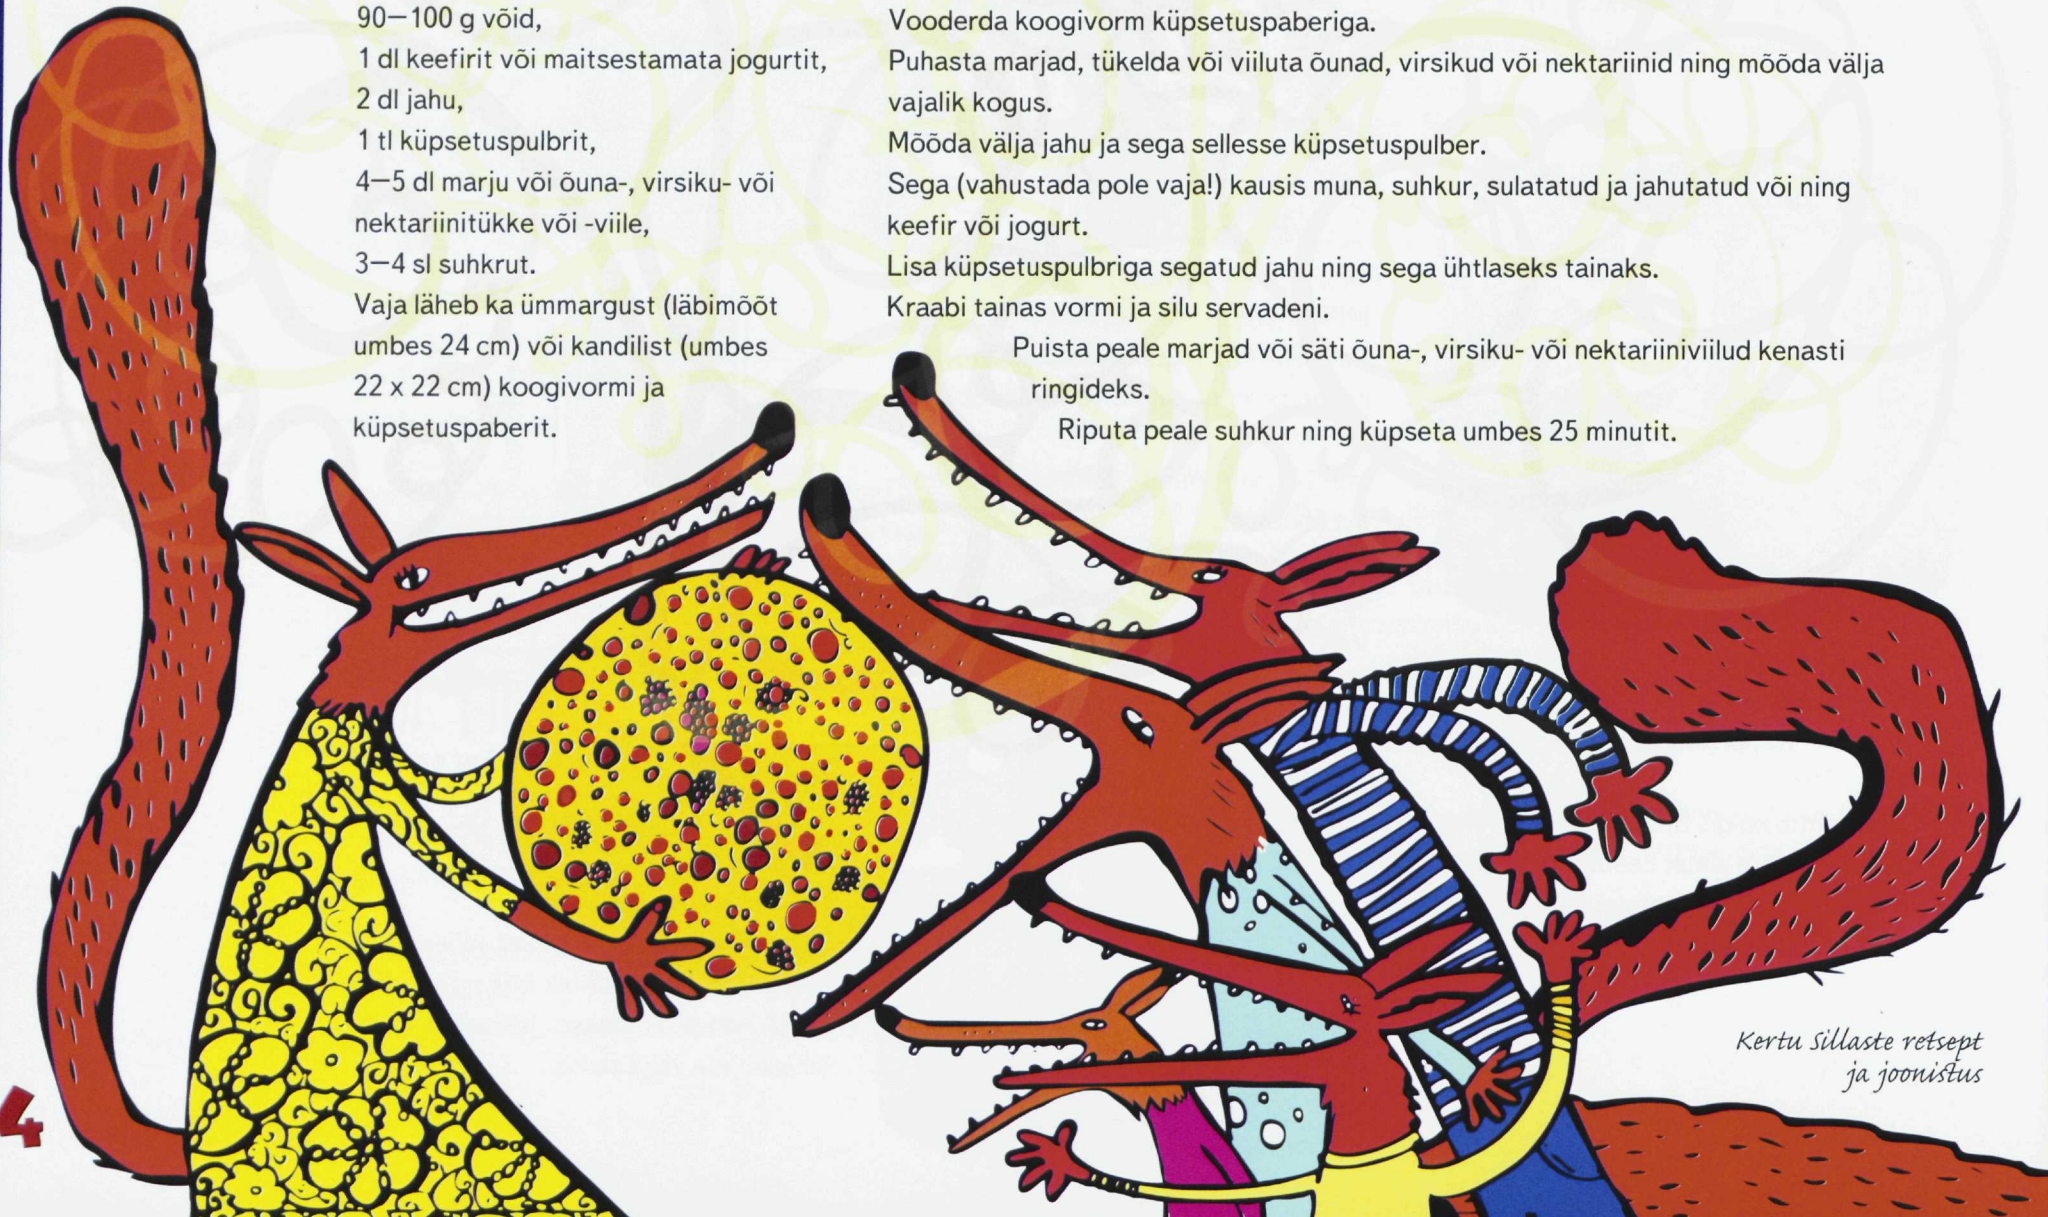 90–100 g võid,
1 dl keefirit või maitsestamata jogurtit,
2 dl jahu,
1 tl küpsetuspulbrit,
4–5 dl marju või õuna-, virsiku- või
nektariinitükke või -viile,
3–4 sl suhkrut.
Vaja läheb ka ümmargust (läbimõõt
umbes 24 cm) või kandilist (umbes
22 x 22 cm) koogivormi ja
küpsetuspaberit.
Vooderda koogivorm küpsetuspaberiga.
Puhasta marjad, tükelda või viiluta õunad, virsikud või nektariinid ning mõõda välja
vajalik kogus.
Mõõda välja jahu ja sega sellesse küpsetuspulber.
Sega (vahustada pole vaja!) kausis muna, suhkur, sulatatud ja jahutatud või ning
keefir või jogurt.
Lisa küpsetuspulbriga segatud jahu ning sega ühtlaseks tainaks.
Kraabi tainas vormi ja silu servadeni.
Puista peale marjad või säti õuna-, virsiku- või nektariiniviilud kenasti
ringideks.
Riputa peale suhkur ning küpseta umbes 25 minutit.
Kertu Sillaste retsept
ja joonistus
4